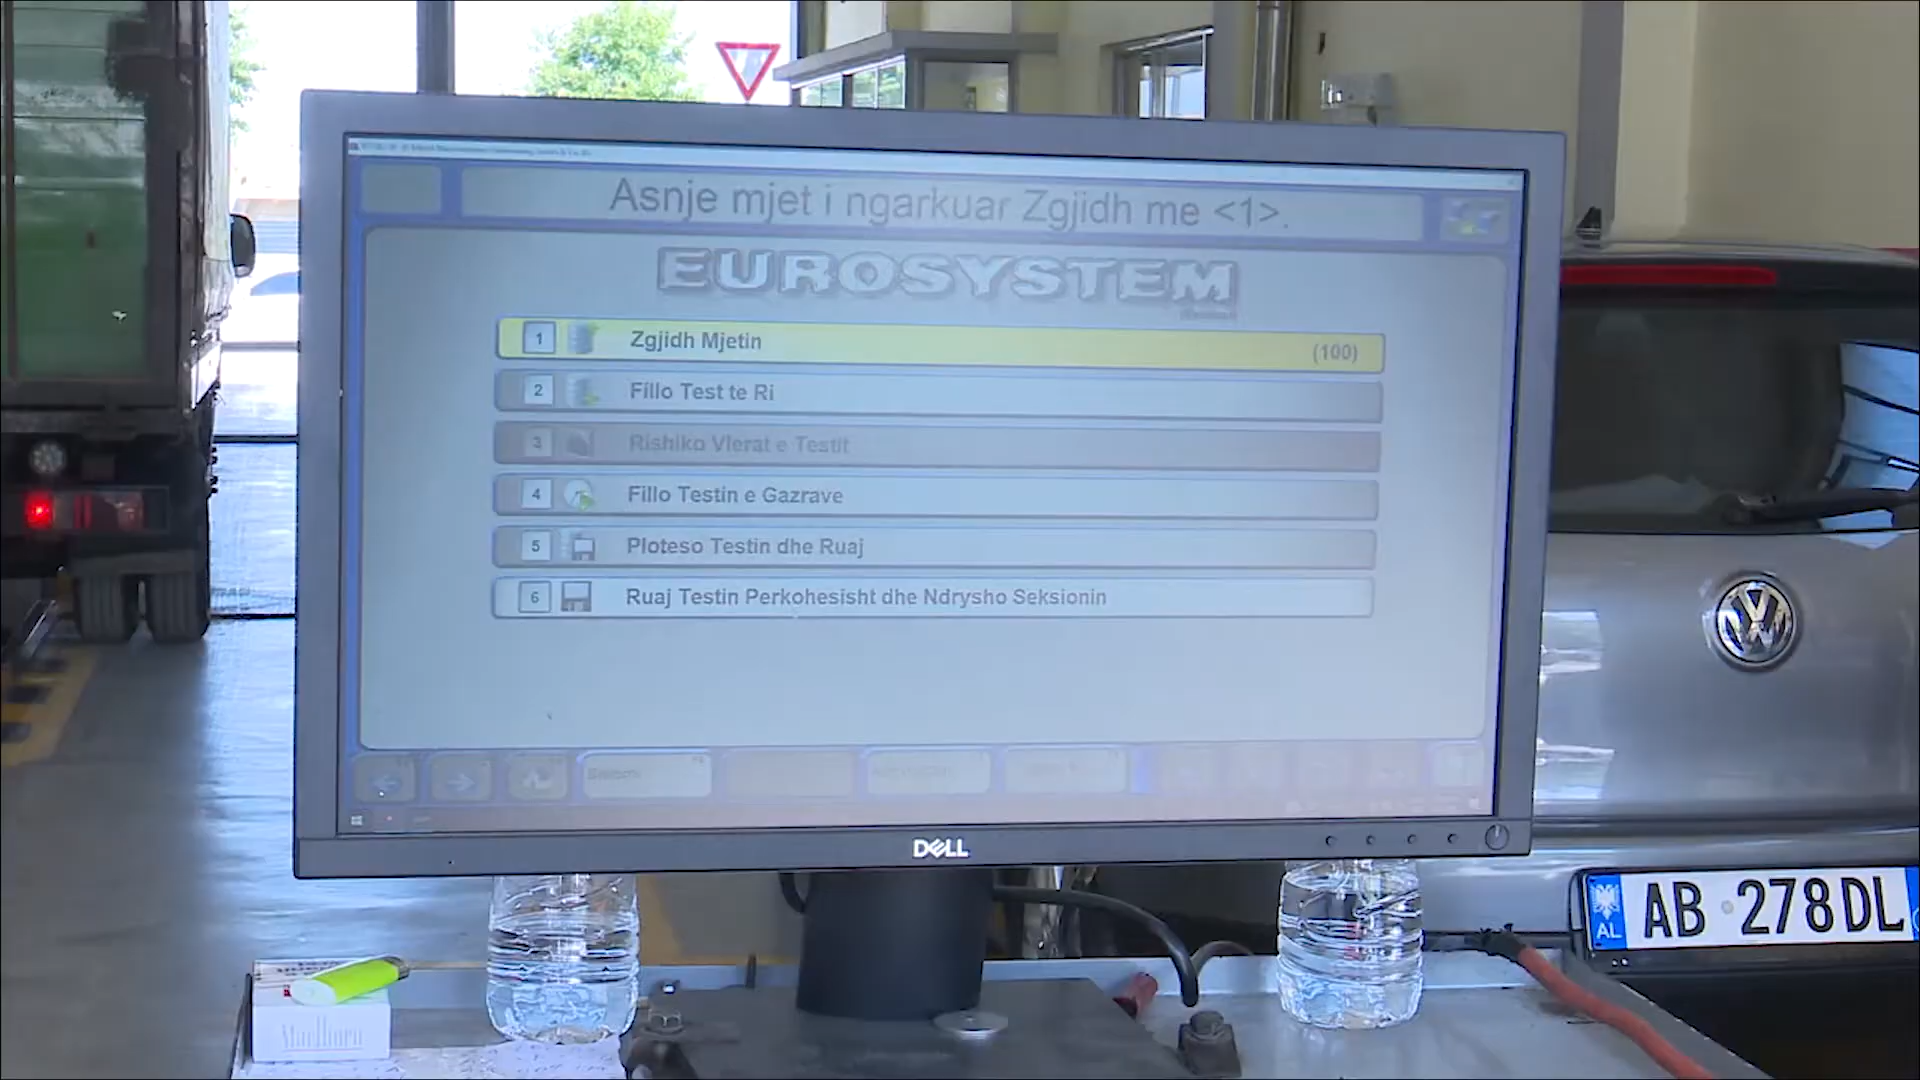 Asnje mjet i ngarkuar Zgjidh me <1>.
EUROSYSTEM
1 Zgjidh Mjetin (100)
2 Fillo Test te Ri
3 Rishiko Vlerat e Testit
4 Fillo Testin e Gazrave
5 Ploteso Testin dhe Ruaj
6 Ruaj Testin Perkohesisht dhe Ndrysho Seksionin
DELL
AL AB 278DL
Marlboro